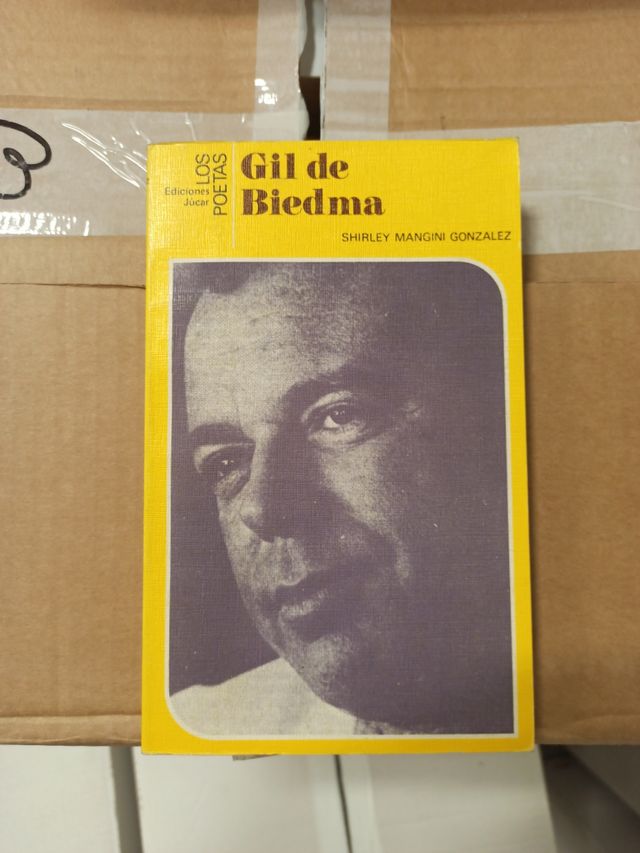 Ediciones
Júcar
LOS
POETAS
Gil de
Biedma
SHIRLEY MANGINI GONZALEZ